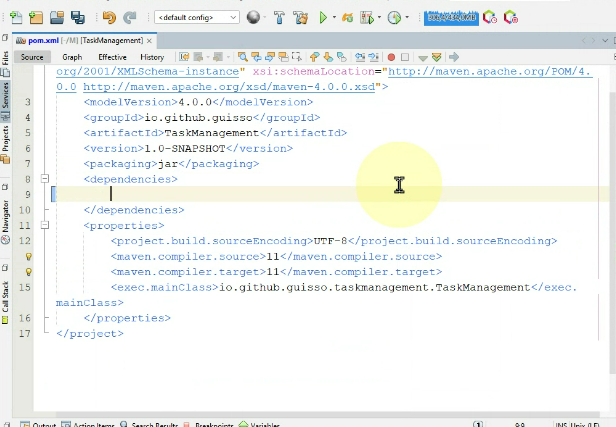 <default config>
pom.xml [~/M] [TaskManagement]
Source Graph Effective History
org/2001/XMLSchema-instance" xsi:schemaLocation="http://maven.apache.org/POM/4.
0.0 http://maven.apache.org/xsd/maven-4.0.0.xsd">
3 <modelVersion>4.0.0</modelVersion>
4 <groupId>io.github.guisso</groupId>
5 <artifactId>TaskManagement</artifactId>
6 <version>1.0-SNAPSHOT</version>
7 <packaging>jar</packaging>
8 <dependencies>
9
10 </dependencies>
11 <properties>
12 <project.build.sourceEncoding>UTF-8</project.build.sourceEncoding>
<maven.compiler.source>11</maven.compiler.source>
<maven.compiler.target>11</maven.compiler.target>
15 <exec.mainClass>io.github.guisso.taskmanagement.TaskManagement</exec.
mainClass>
16 </properties>
17 </project>
Files
Services
Projects
Navigator
Call Stack
Output Action Items Search Results Breakpoints Variables 1 9:9 INS Unix (LF)